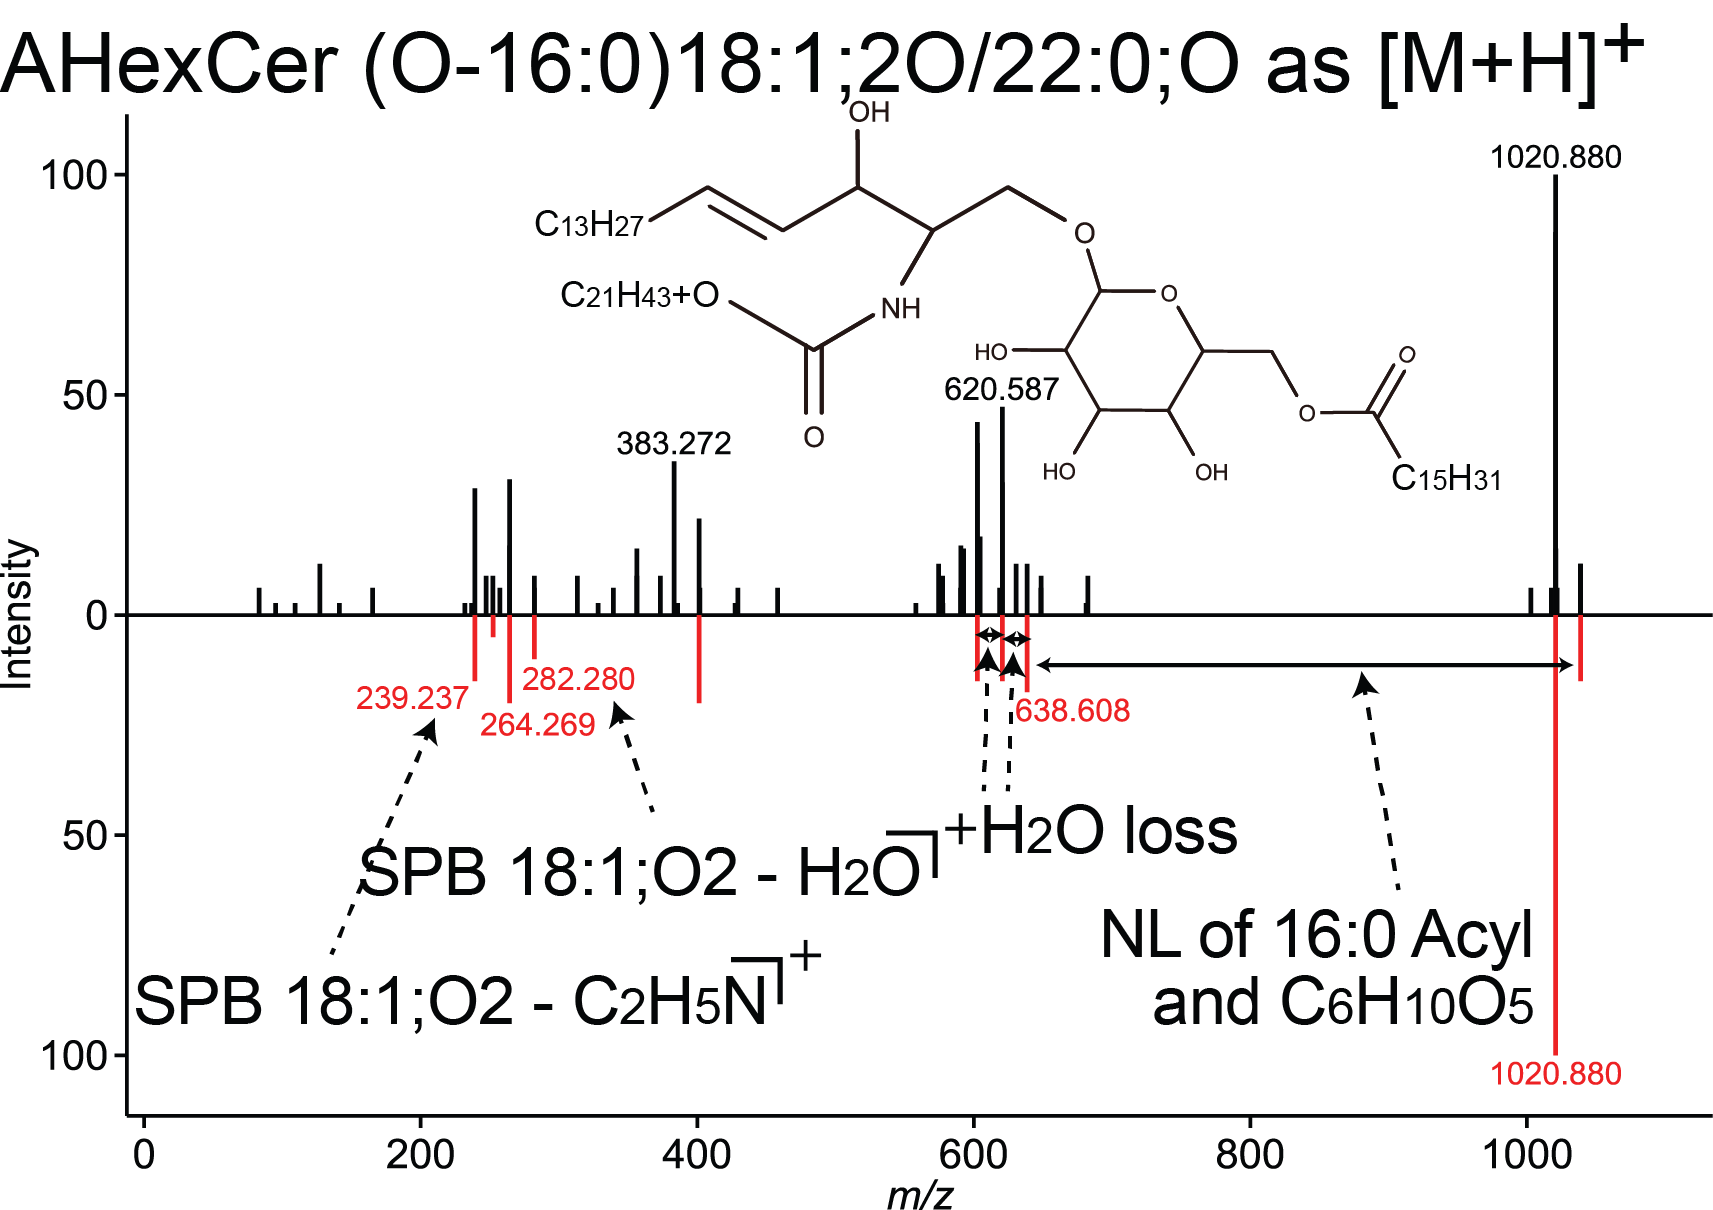 AHexCer (O-16:0)18:1;2O/22:0;O as [M+H]+
OH
100
1020.880
C13H27
O
C21H43+O
NH
O
HO
O
50
620.587
O
383.272
O
HO
OH
C15H31
Intensity
0
239.237
282.280
264.269
638.608
50
H2O loss
SPB 18:1;O2 - H2O]+
NL of 16:0 Acyl
and C6H10O5
SPB 18:1;O2 - C2H5N]+
100
1020.880
0
200
400
600
800
1000
m/z